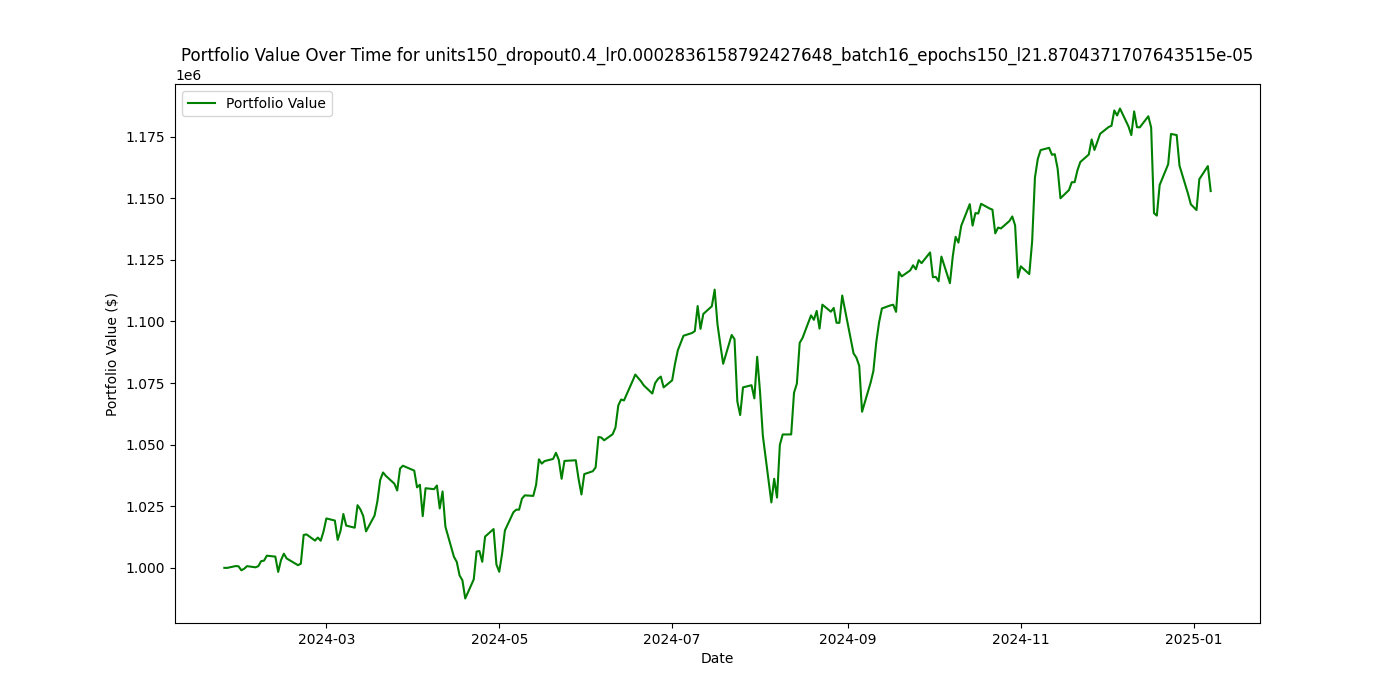 Portfolio Value Over Time for units150_dropout0.4_lr0.0002836158792427648_batch16_epochs150_l21.8704371707643515e-05
1e6
Portfolio Value
1.175
1.150
1.125
1.100
1.075
1.050
1.025
1.000
Portfolio Value ($)
2024-03 2024-05 2024-07 2024-09 2024-11 2025-01
Date